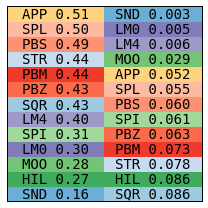 APP 0.51 SND 0.003
SPL 0.50 LM0 0.005
PBS 0.49 LM4 0.006
STR 0.44 MOO 0.029
PBM 0.44 APP 0.052
PBZ 0.43 SPL 0.055
SQR 0.43 PBS 0.060
LM4 0.40 SPI 0.061
SPI 0.31 PBZ 0.063
LM0 0.30 PBM 0.073
MOO 0.28 STR 0.078
HIL 0.27 HIL 0.086
SND 0.16 SQR 0.086